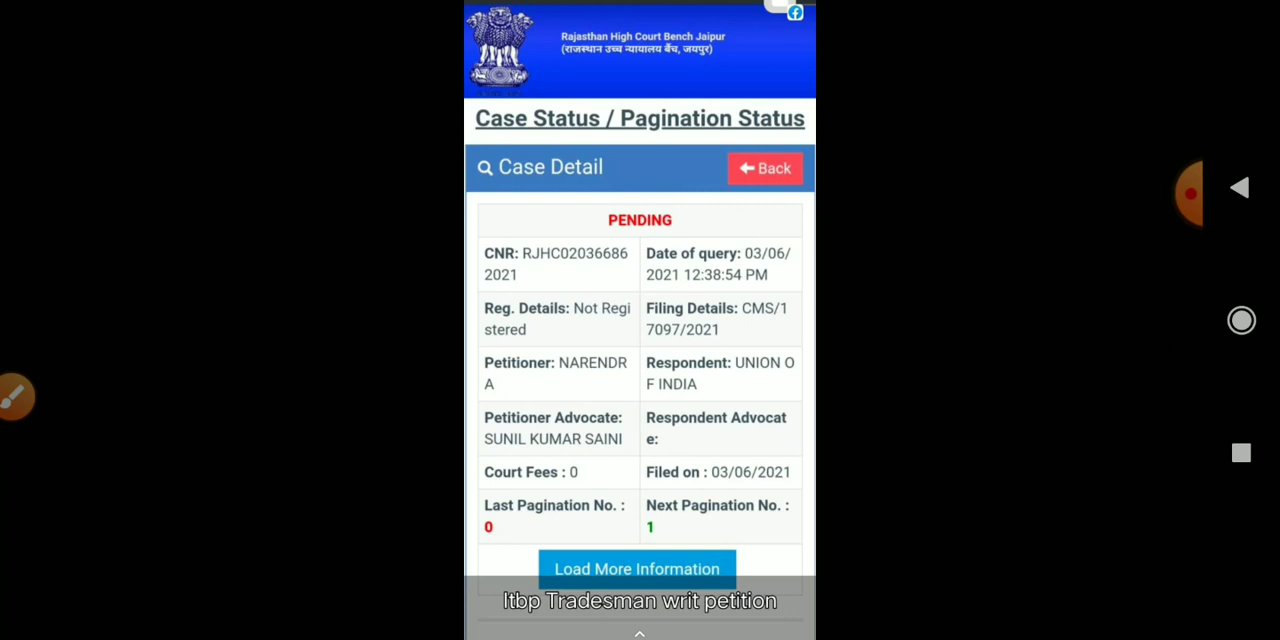 Rajasthan High Court Bench Jaipur
(राजस्थान उच्च न्यायालय बैंच, जयपुर)
Case Status / Pagination Status
Case Detail
Back
PENDING
CNR: RJHC02036686
2021
Date of query: 03/06/
2021 12:38:54 PM
Reg. Details: Not Regi
stered
Filing Details: CMS/1
7097/2021
Petitioner: NARENDR
A
Respondent: UNION O
F INDIA
Petitioner Advocate:
SUNIL KUMAR SAINI
Respondent Advocat
e:
Court Fees : 0
Filed on : 03/06/2021
Last Pagination No. :
0
Next Pagination No. :
1
Load More Information
Itbp Tradesman writ petition